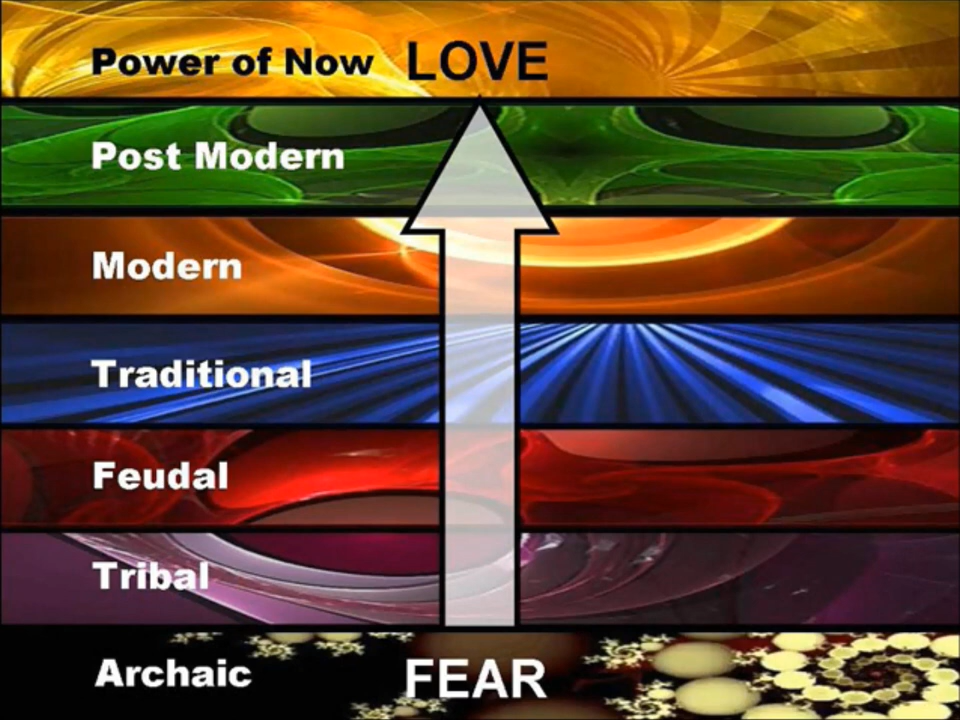 Power of Now LOVE
Post Modern
Modern
Traditional
Feudal
Tribal
Archaic FEAR